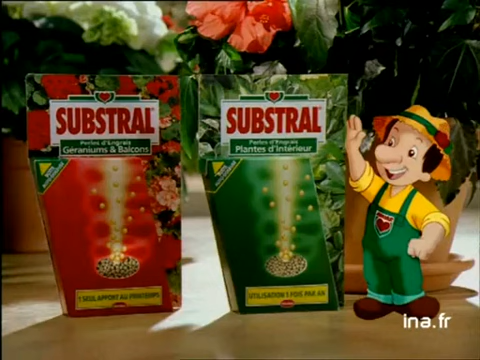 SUBSTRAL
Perles d'Engrais
Géraniums & Balcons
1 SEUL APPORT AU PRINTEMPS
SUBSTRAL
Perles d'Engrais
Plantes d'Intérieur
UTILISATION 1 FOIS PAR AN
ina.fr